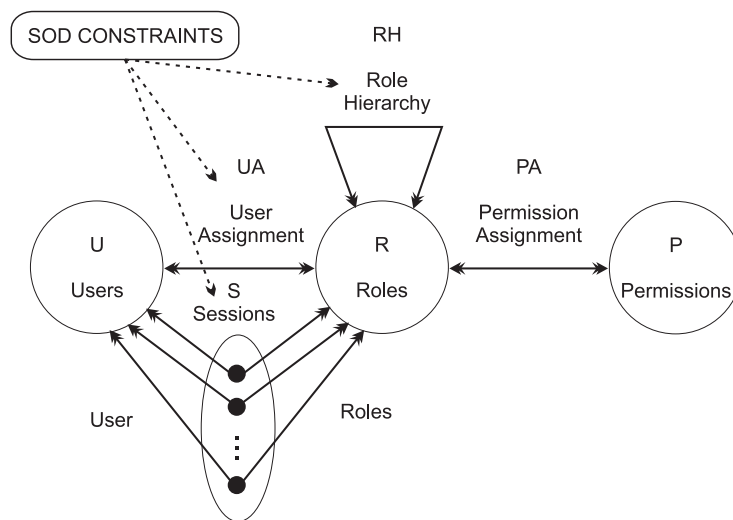 SOD CONSTRAINTS
RH
Role
Hierarchy
UA
PA
User
Assignment
Permission
Assignment
U
Users
R
Roles
P
Permissions
S
Sessions
User
Roles